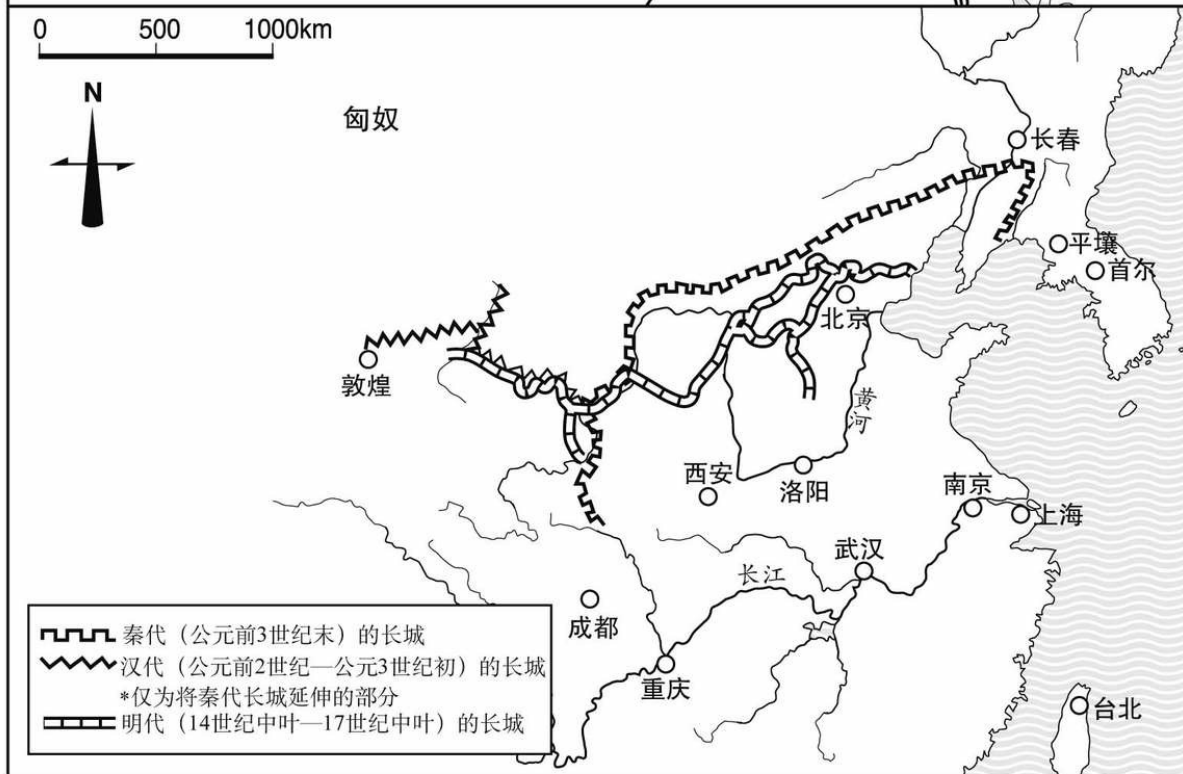 0 500 1000km
N
匈奴
长春
平壤
首尔
北京
敦煌
黄河
西安
洛阳
南京
上海
武汉
长江
成都
重庆
台北
秦代（公元前3世纪末）的长城
汉代（公元前2世纪—公元3世纪初）的长城
*仅为将秦代长城延伸的部分
明代（14世纪中叶—17世纪中叶）的长城